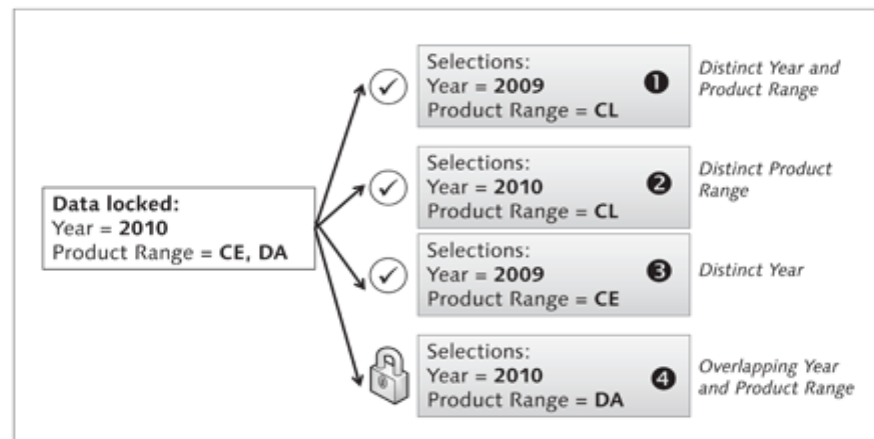 Data locked:
Year = 2010
Product Range = CE, DA
Selections:
Year = 2009
Product Range = CL
❶
Distinct Year and
Product Range
Selections:
Year = 2010
Product Range = CL
❷
Distinct Product
Range
Selections:
Year = 2009
Product Range = CE
❸
Distinct Year
Selections:
Year = 2010
Product Range = DA
❹
Overlapping Year
and Product Range